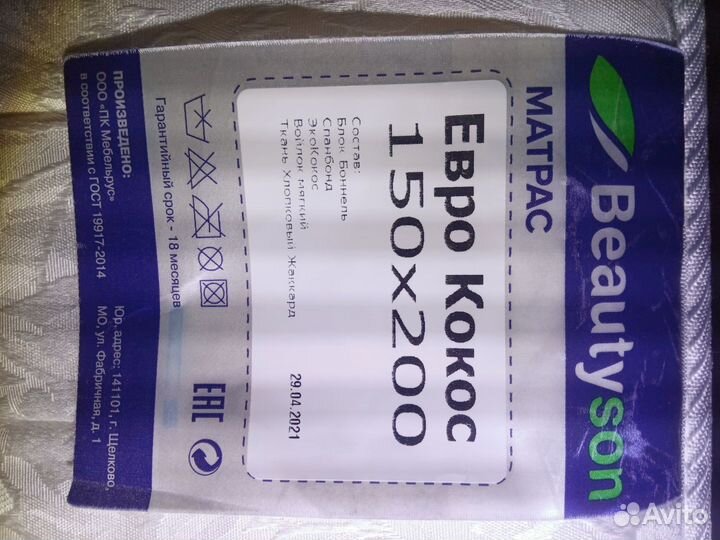 Beautyson
МАТРАС
Евро Кокос
150x200
Состав:
Блок Боннель
Спанбонд
ЭкоКокос
Войлок мягкий
Ткань Хлопковый Жаккард
29.04.2021
Гарантийный срок - 18 месяцев
EAC
ПРОИЗВЕДЕНО:
ООО «ПК Мебельрус»
в соответствии с ГОСТ 19917-2014
Юр. адрес: 141101, г. Щелково,
МО, ул. Фабричная, д. 1
Avito